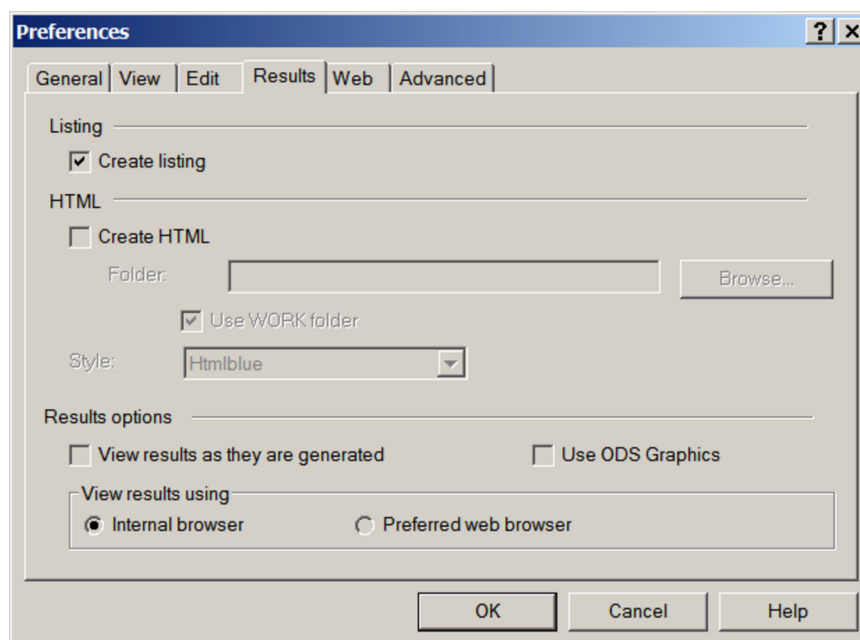 Preferences
General View Edit Results Web Advanced
Listing
Create listing
HTML
Create HTML
Folder: Browse...
Use WORK folder
Style: Htmlblue
Results options
View results as they are generated Use ODS Graphics
View results using
Internal browser Preferred web browser
OK Cancel Help